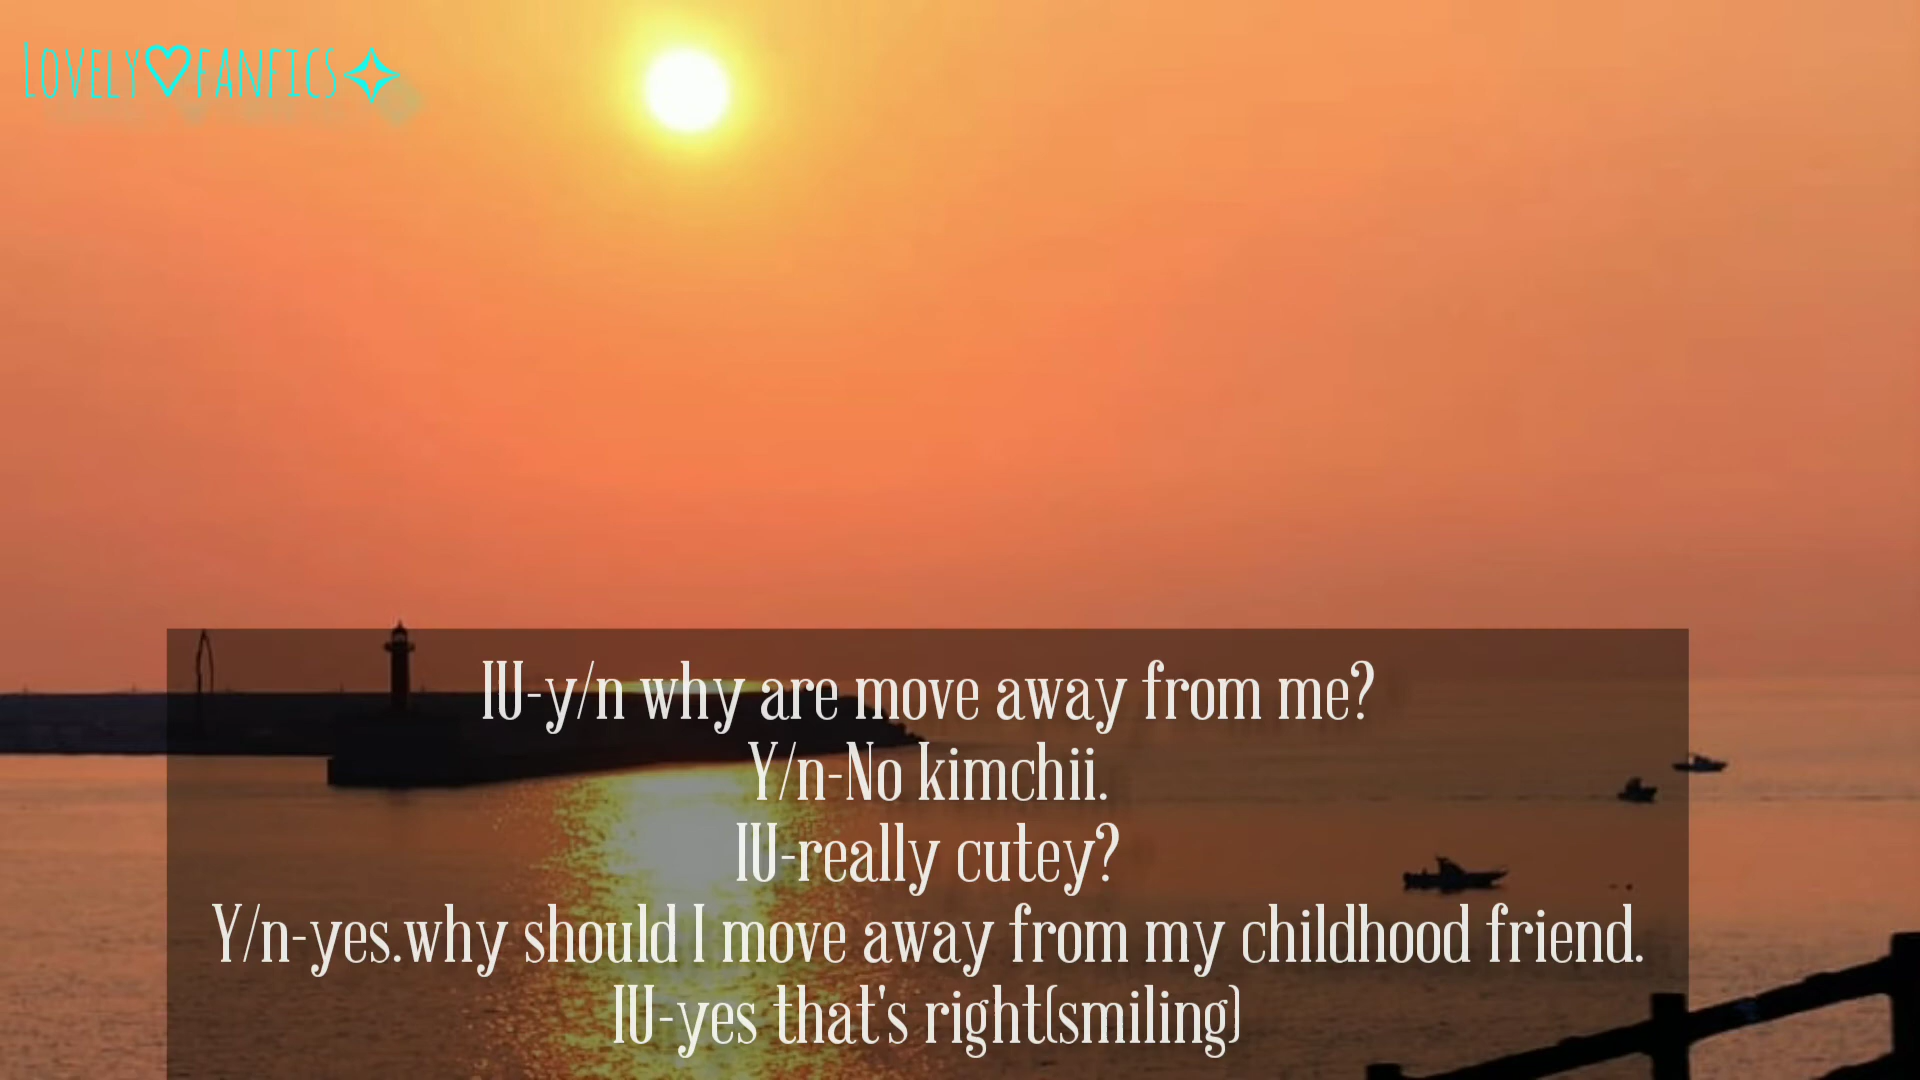 Lovely♡fanfics✧
IU-y/n why are move away from me?
Y/n-No kimchii.
IU-really cutey?
Y/n-yes.why should I move away from my childhood friend.
IU-yes that's right(smiling)